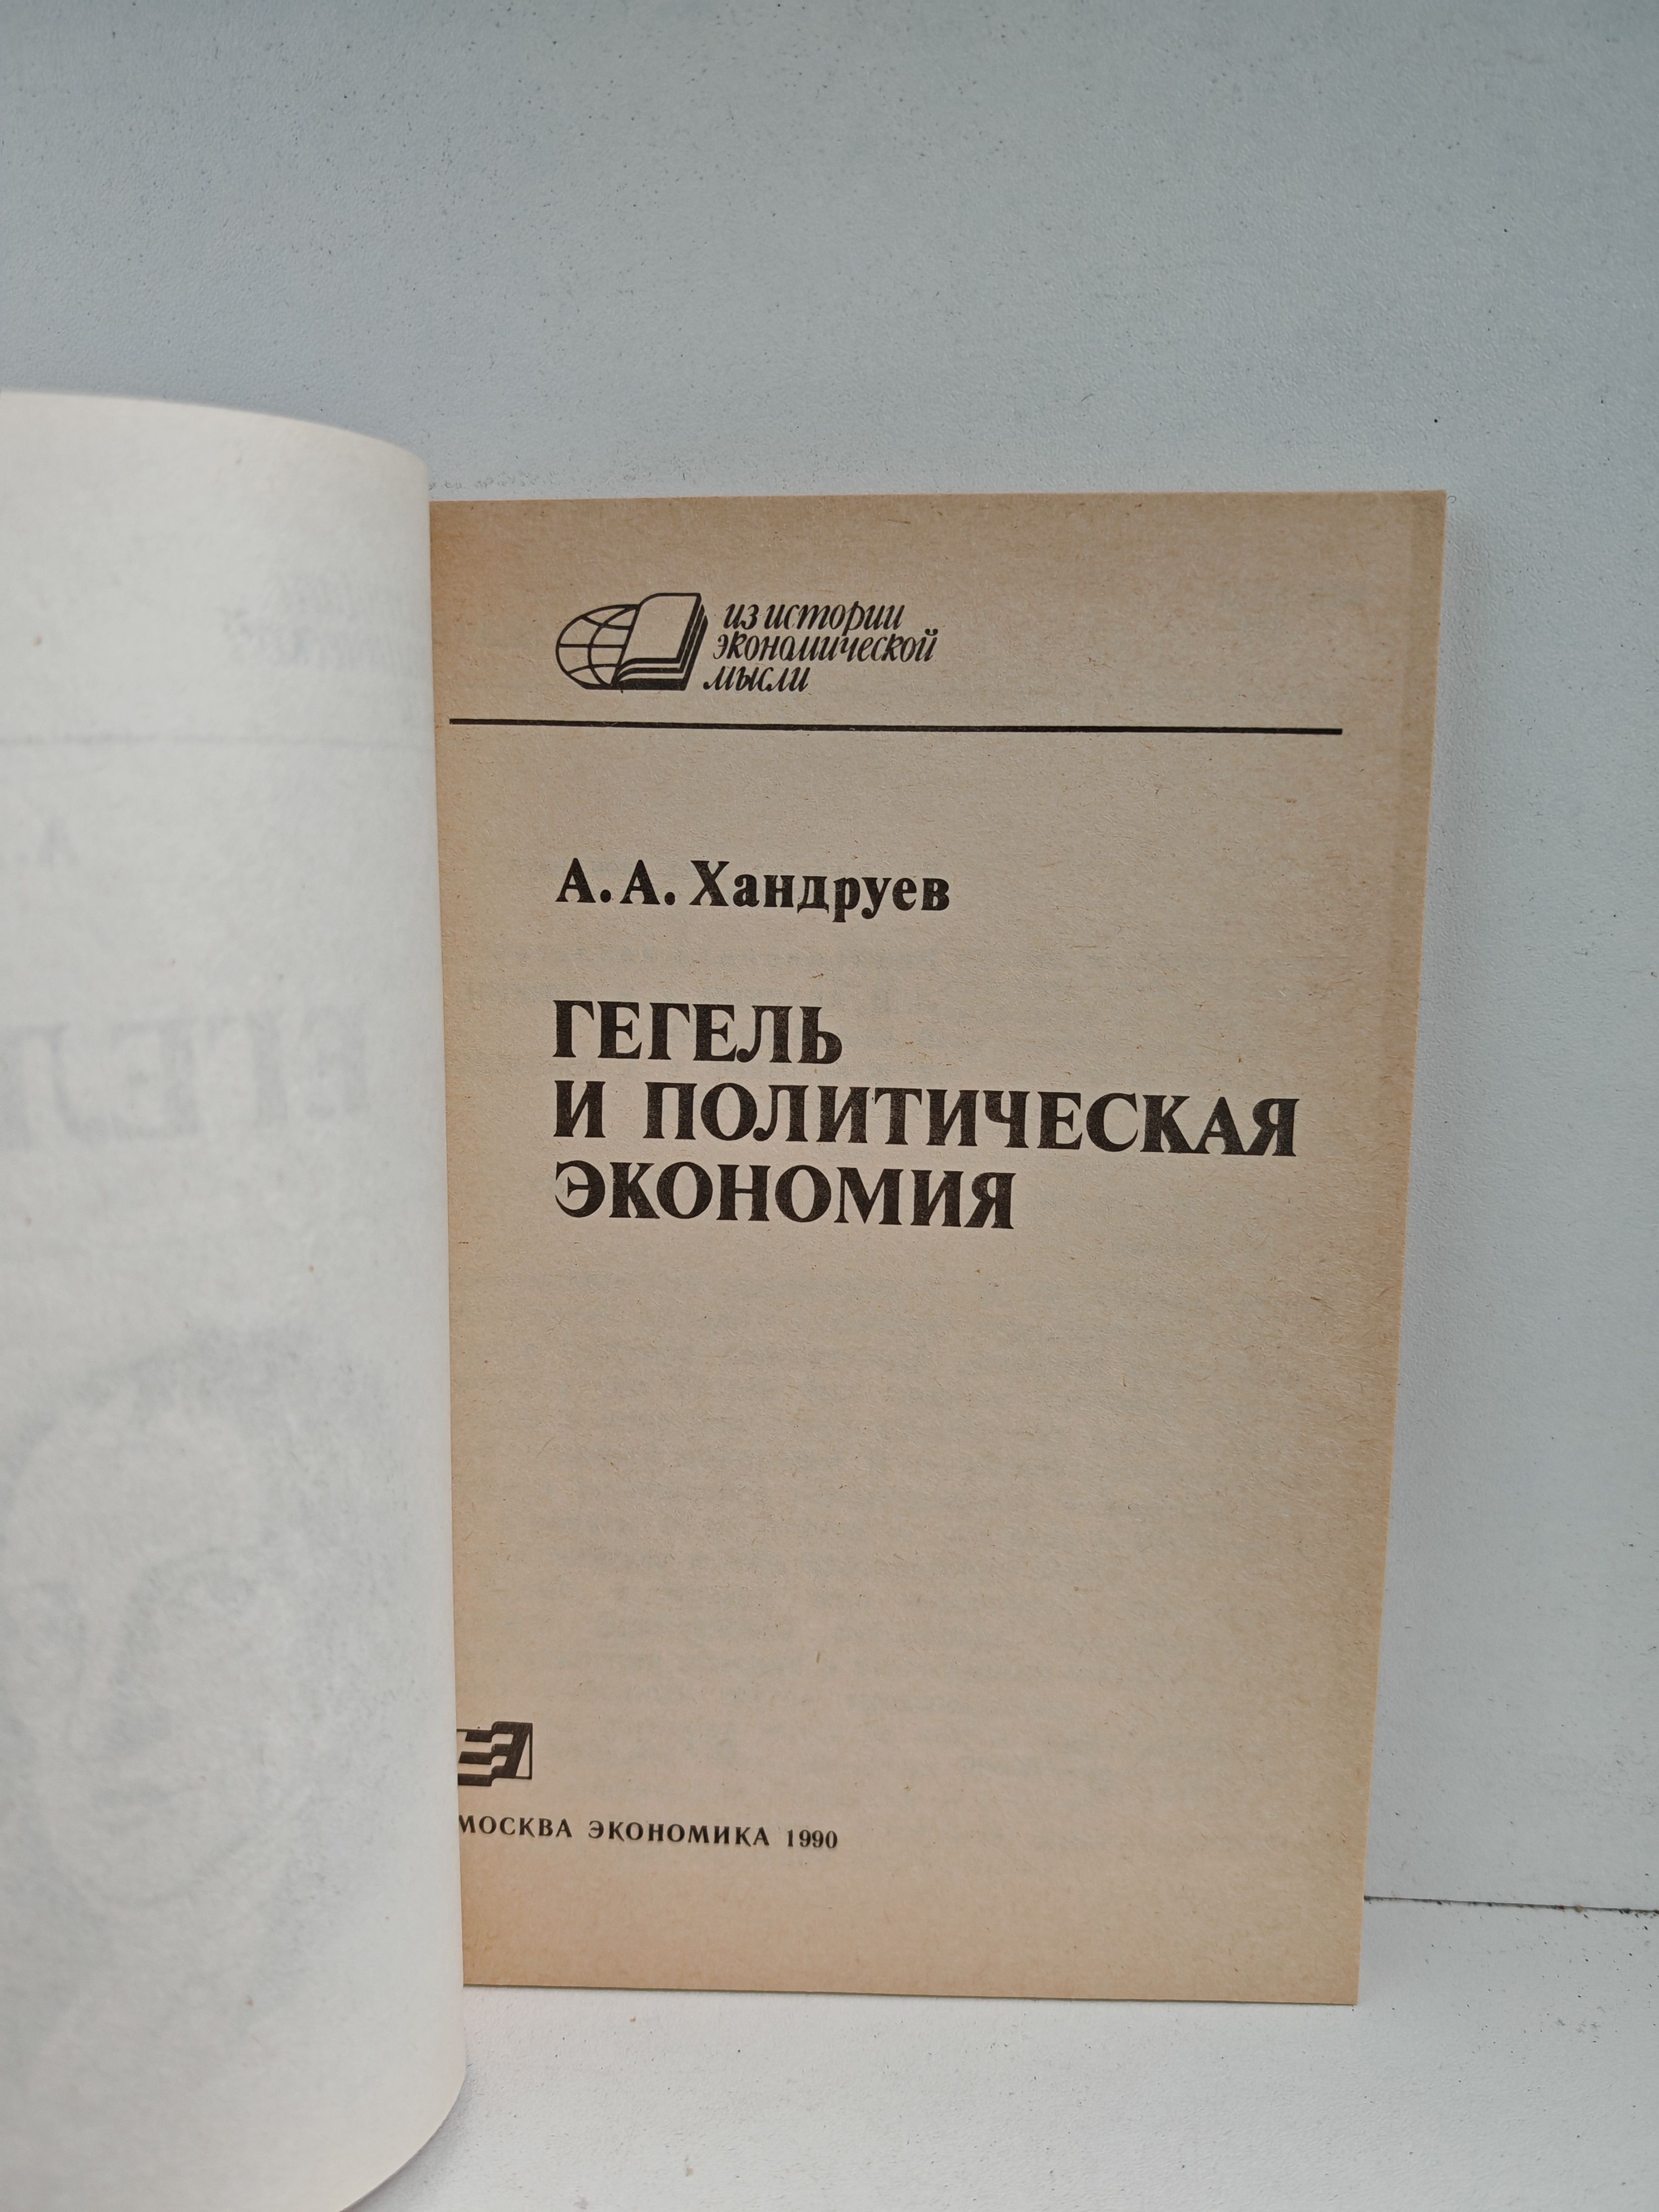 из истории
экономической
мысли
А. А. Хандруев
ГЕГЕЛЬ
И ПОЛИТИЧЕСКАЯ
ЭКОНОМИЯ
МОСКВА ЭКОНОМИКА 1990